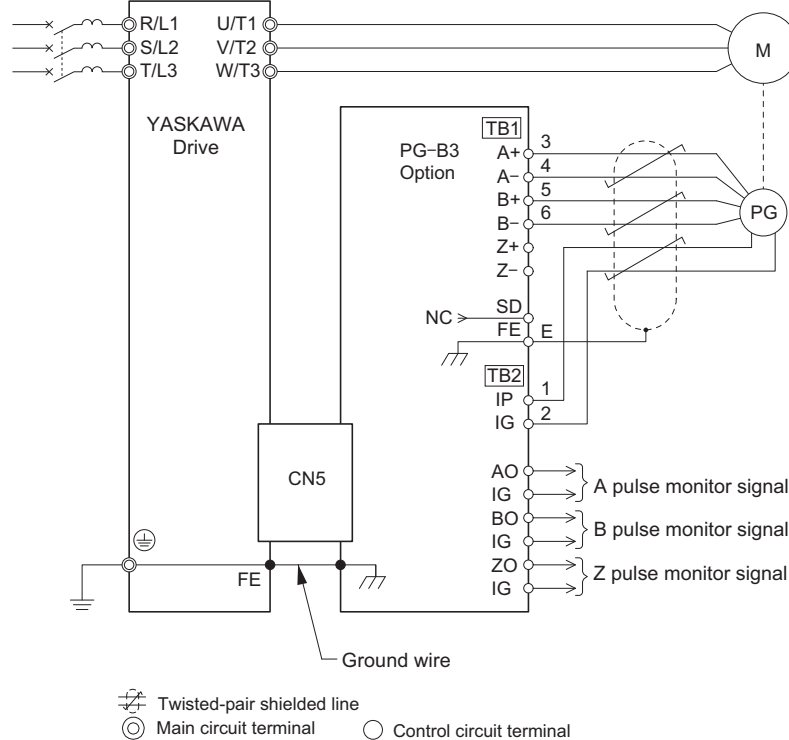 R/L1 U/T1
S/L2 V/T2
T/L3 W/T3
M
YASKAWA
Drive
PG-B3
Option
TB1
A+ 3
A− 4
B+ 5
B− 6
Z+
Z−
PG
NC SD
FE E
TB2
IP 1
IG 2
CN5
AO
IG
A pulse monitor signal
BO
IG
B pulse monitor signal
ZO
IG
Z pulse monitor signal
FE
Ground wire
Twisted-pair shielded line
Main circuit terminal
Control circuit terminal